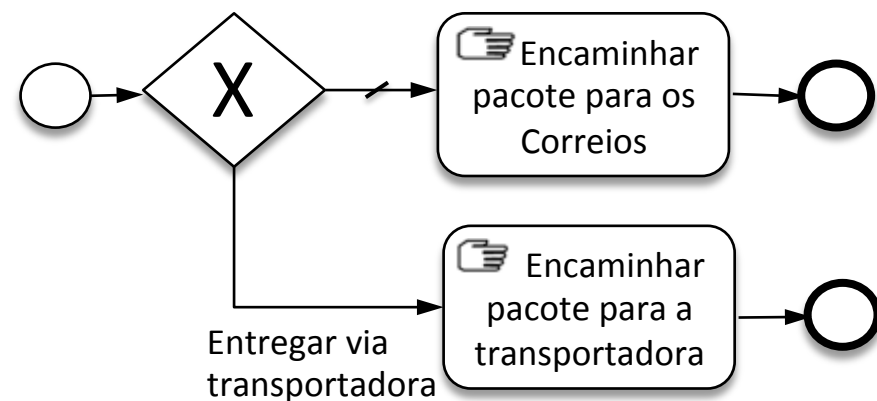 X
Encaminhar
pacote para os
Correios
Encaminhar
pacote para a
transportadora
Entregar via
transportadora